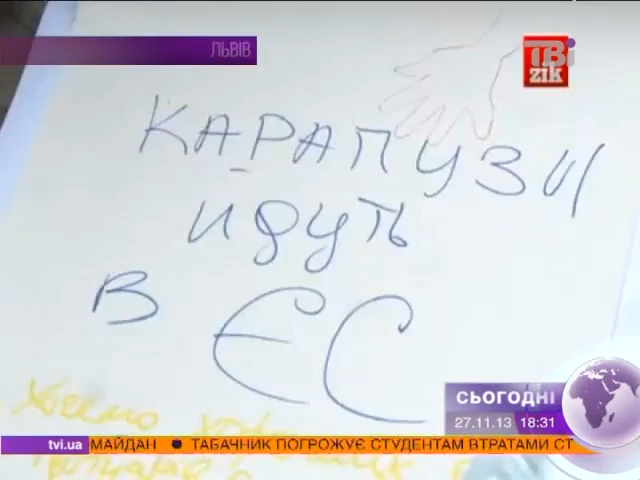 ЛЬВІВ
ТВі
zik
КАРАПУЗИ
ИДУТЬ
В ЄС
Хочемо
СЬОГОДНІ
27.11.13 18:31
tvi.ua МАЙДАН ТАБАЧНИК ПОГРОЖУЄ СТУДЕНТАМ ВТРАТАМИ СТ